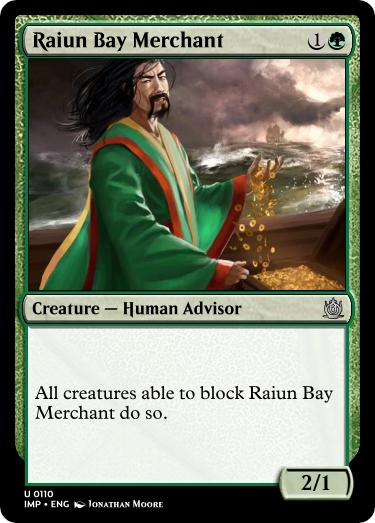 Raiun Bay Merchant 1
Creature — Human Advisor
All creatures able to block Raiun Bay
Merchant do so.
2/1
U 0110
IMP • ENG Jonathan Moore